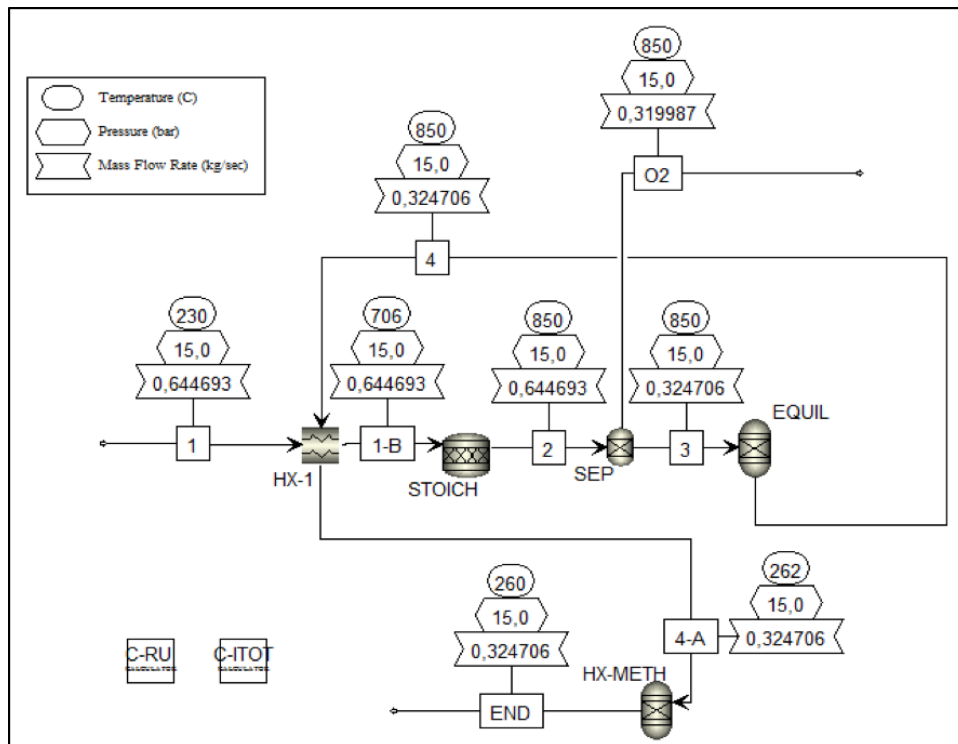 Temperature (C)
Pressure (bar)
Mass Flow Rate (kg/sec)
850
15,0
0,319987
O2
850
15,0
0,324706
4
230
15,0
0,644693
1
706
15,0
0,644693
1-B
850
15,0
0,644693
2
850
15,0
0,324706
3
EQUIL
HX-1
STOICH
SEP
260
15,0
0,324706
END
262
15,0
0,324706
4-A
HX-METH
C-RU
CALCULATOR
C-ITOT
CALCULATOR